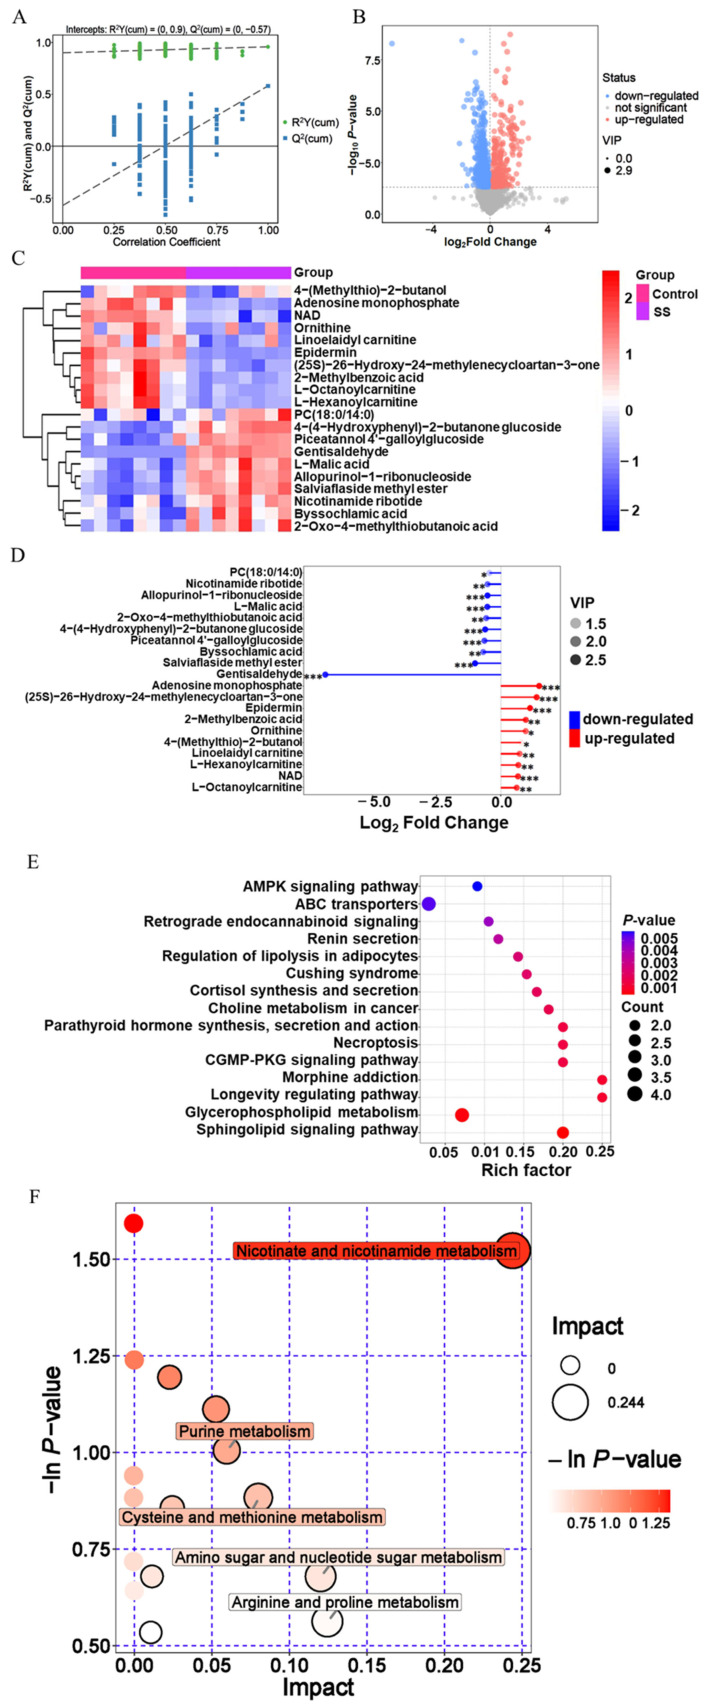 A
Intercepts: R²Y(cum) = (0, 0.9), Q²(cum) = (0, −0.57)
1.0
0.5
0.0
−0.5
R²Y(cum) and Q²(cum)
0.00
0.25
0.50
0.75
1.00
Correlation Coefficient
R²Y(cum)
Q²(cum)
B
7.5
5.0
−5.0
0.0
−log₁₀ P−value
−4
0
4
log₂Fold Change
Status
down−regulated
not significant
up−regulated
VIP
0.0
2.9
C
Group
4−(Methylthio)−2−butanol
Adenosine monophosphate
NAD
Ornithine
Linoelaidyl carnitine
Epidermin
(25S)−26−Hydroxy−24−methylenecycloartan−3−one
2−Methylbenzoic acid
L−Octanoylcarnitine
L−Hexanoylcarnitine
PC(18:0/14:0)
4−(4−Hydroxyphenyl)−2−butanone glucoside
Piceatannol 4'−galloylglucoside
Gentisaldehyde
L−Malic acid
Allopurinol−1−ribonucleoside
Salviaflaside methyl ester
Nicotinamide ribotide
Byssochlamic acid
2−Oxo−4−methylthiobutanoic acid
2
1
0
−1
−2
Group
Control
SS
D
PC(18:0/14:0) *
Nicotinamide ribotide **
Allopurinol−1−ribonucleoside ***
L−Malic acid ***
2−Oxo−4−methylthiobutanoic acid **
4−(4−Hydroxyphenyl)−2−butanone glucoside ***
Piceatannol 4'−galloylglucoside ***
Byssochlamic acid **
Salviaflaside methyl ester ***
Gentisaldehyde ***
Adenosine monophosphate ***
(25S)−26−Hydroxy−24−methylenecycloartan−3−one ***
Epidermin ***
2−Methylbenzoic acid **
Ornithine *
4−(Methylthio)−2−butanol *
Linoelaidyl carnitine **
L−Hexanoylcarnitine **
NAD ***
L−Octanoylcarnitine **
−5.0
−2.5
0.0
Log₂ Fold Change
VIP
1.5
2.0
2.5
down−regulated
up−regulated
E
AMPK signaling pathway
ABC transporters
Retrograde endocannabinoid signaling
Renin secretion
Regulation of lipolysis in adipocytes
Cushing syndrome
Cortisol synthesis and secretion
Choline metabolism in cancer
Parathyroid hormone synthesis, secretion and action
Necroptosis
CGMP-PKG signaling pathway
Morphine addiction
Longevity regulating pathway
Glycerophospholipid metabolism
Sphingolipid signaling pathway
0.05
0.01
0.15
0.20
0.25
Rich factor
P-value
0.005
0.004
0.003
0.002
0.001
Count
2.0
2.5
3.0
3.5
4.0
F
1.50
1.25
1.00
0.75
0.50
−ln P−value
Nicotinate and nicotinamide metabolism
Purine metabolism
Cysteine and methionine metabolism
Amino sugar and nucleotide sugar metabolism
Arginine and proline metabolism
0.00
0.05
0.10
0.15
0.20
0.25
Impact
Impact
0
0.244
− ln P−value
0.75 1.0 0 1.25